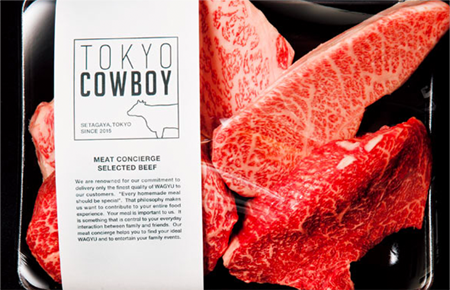 TOKYO
COWBOY
SETAGAYA, TOKYO
SINCE 2015
MEAT CONCIERGE
SELECTED BEEF
We are renowned for our commitment to
delivery only the finest quality of WAGYU to
our customers. "Every homemade meal
should be special". That philosophy makes
us want to contribute to your entire food
experience. Your meal is important to us. It
is something that is central to your everyday
interaction between family and friends. Our
meat concierge helps you to find your ideal
WAGYU and to entertain your family events.